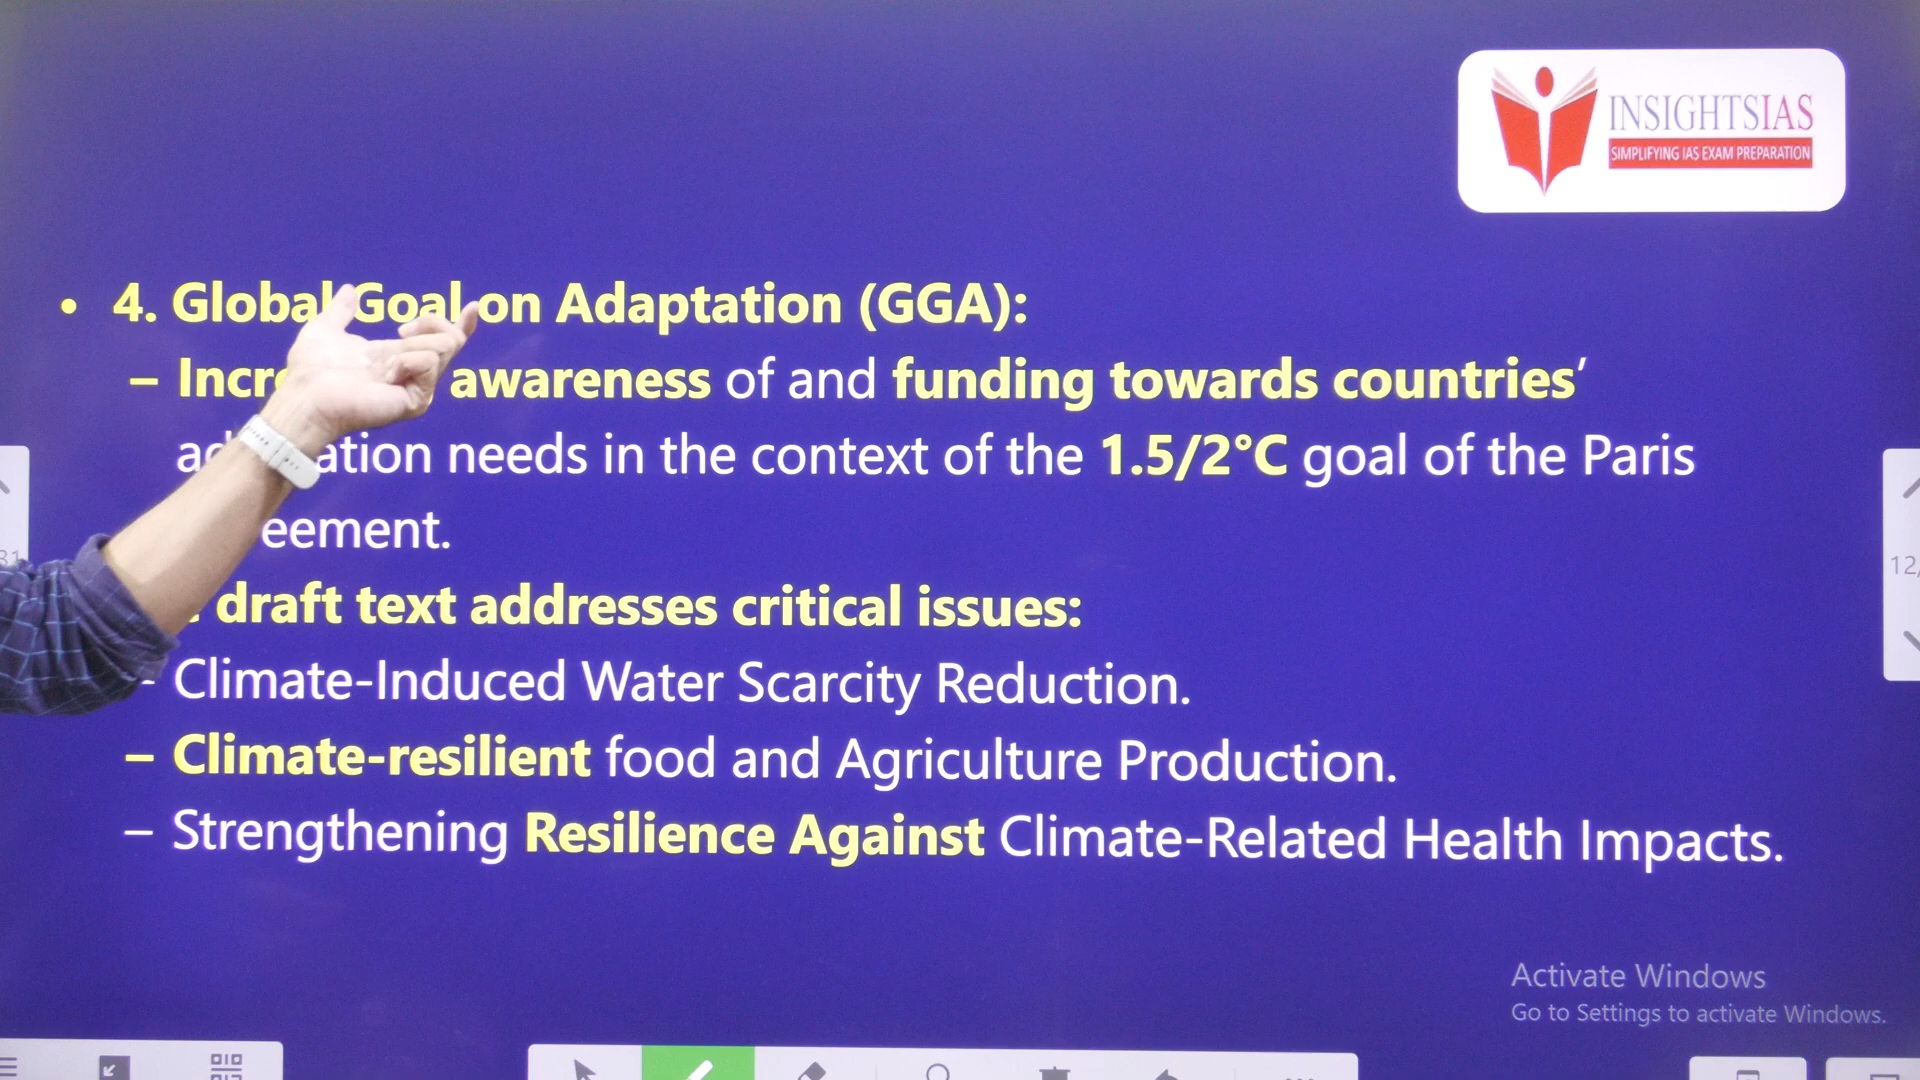 INSIGHTSIAS
SIMPLIFYING IAS EXAM PREPARATION
• 4. Global Goal on Adaptation (GGA):
– awareness of and funding towards countries’
needs in the context of the 1.5/2°C goal of the Paris
draft text addresses critical issues:
- Climate-Induced Water Scarcity Reduction.
– Climate-resilient food and Agriculture Production.
– Strengthening Resilience Against Climate-Related Health Impacts.
Activate Windows
Go to Settings to activate Windows.